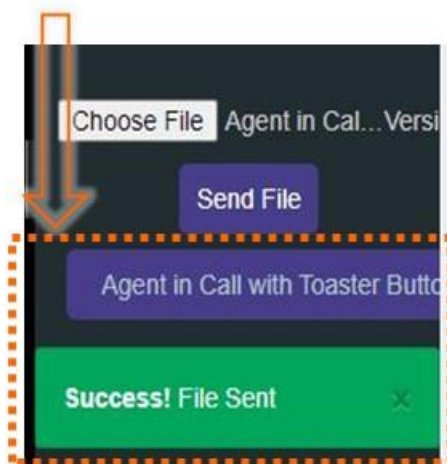 Choose File Agent in Cal...Versi
Send File
Agent in Call with Toaster Butto
Success! File Sent ×